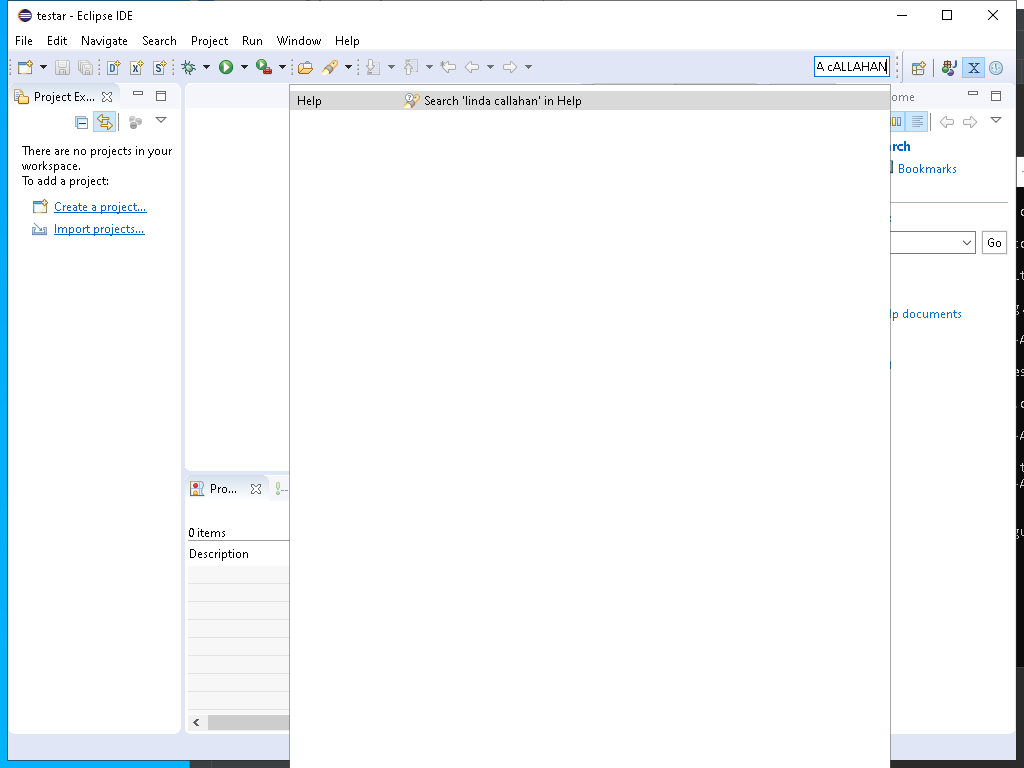 testar - Eclipse IDE
File Edit Navigate Search Project Run Window Help
A cALLAHAN
Project Ex...
Help Search 'linda callahan' in Help
ome
There are no projects in your
workspace.
To add a project:
Create a project...
Import projects...
rch
Bookmarks
Go
lp documents
Pro...
0 items
Description